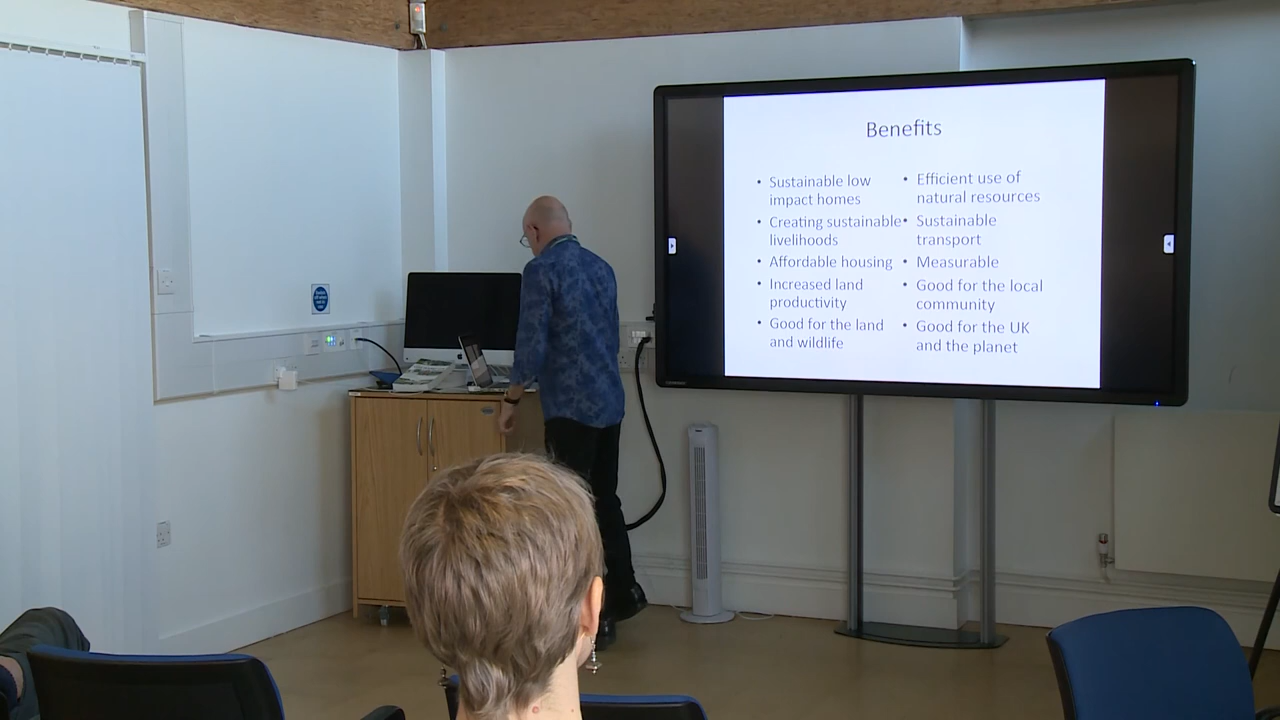 Benefits
• Sustainable low
impact homes
• Creating sustainable
livelihoods
• Affordable housing
• Increased land
productivity
• Good for the land
and wildlife
• Efficient use of
natural resources
• Sustainable
transport
• Measurable
• Good for the local
community
• Good for the UK
and the planet